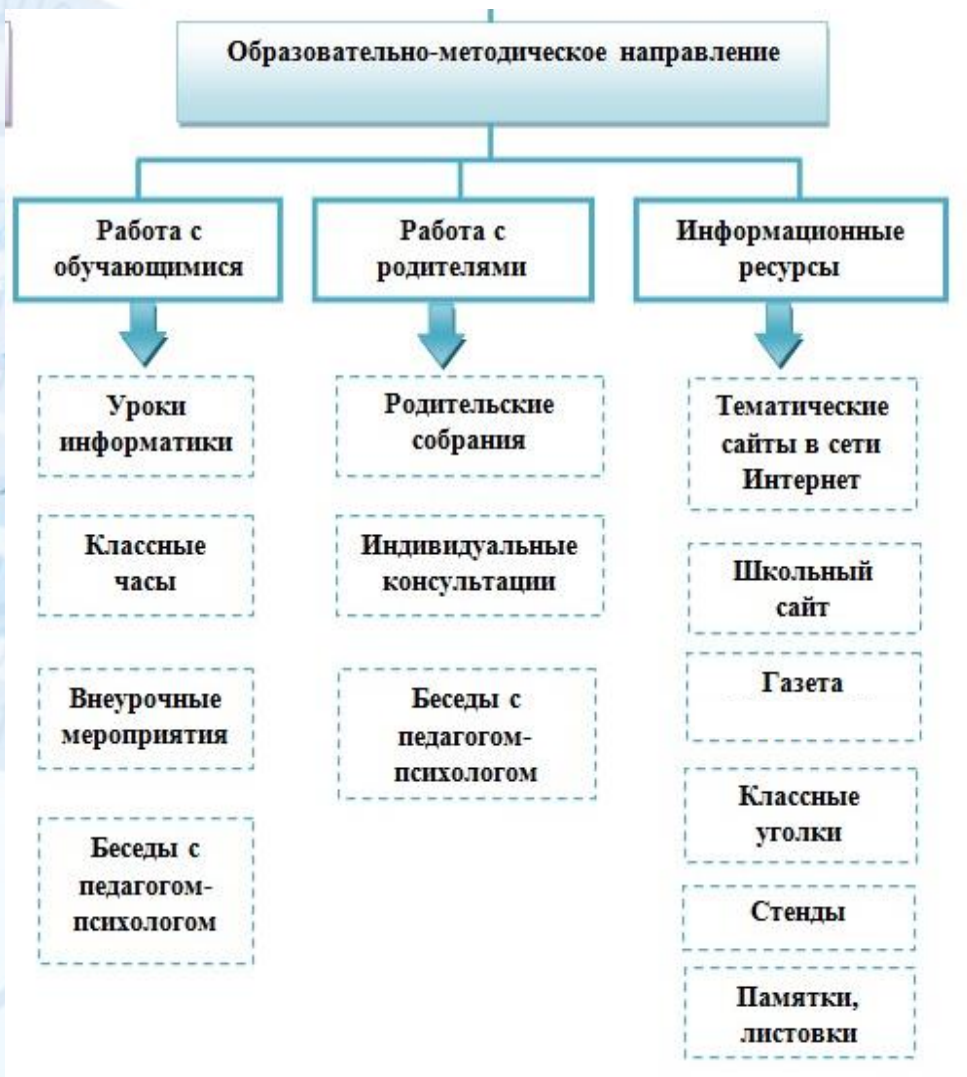 Образовательно-методическое направление
Работа с
обучающимися
Уроки
информатики
Классные
часы
Внеурочные
мероприятия
Беседы с
педагогом-
психологом
Работа с
родителями
Родительские
собрания
Индивидуальные
консультации
Беседы с
педагогом-
психологом
Информационные
ресурсы
Тематические
сайты в сети
Интернет
Школьный
сайт
Газета
Классные
уголки
Стенды
Памятки,
листовки